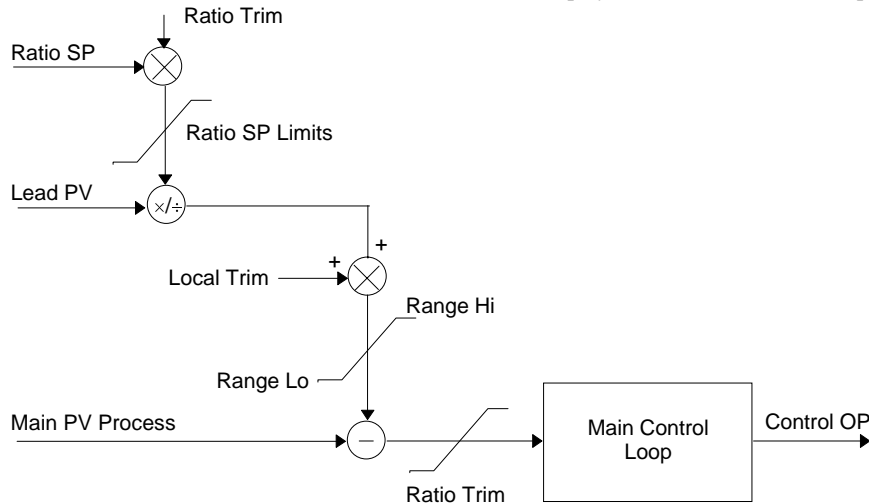 Ratio Trim
Ratio SP
Ratio SP Limits
Lead PV
×/÷
+
+
Local Trim
Range Hi
Range Lo
Main PV Process
−
Main Control
Loop
Control OP
Ratio Trim